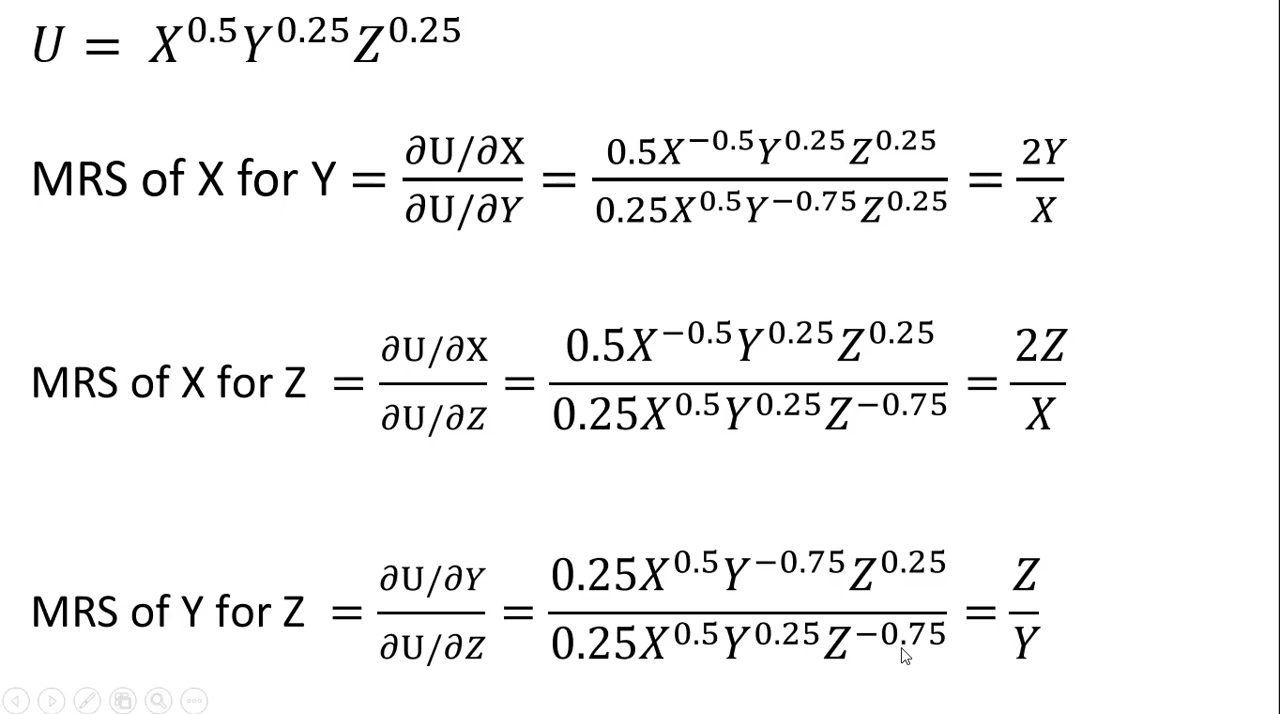 U = X^0.5 Y^0.25 Z^0.25
MRS of X for Y = (∂U/∂X)/(∂U/∂Y) = (0.5X^−0.5 Y^0.25 Z^0.25)/(0.25X^0.5 Y^−0.75 Z^0.25) = 2Y/X
MRS of X for Z = (∂U/∂X)/(∂U/∂Z) = (0.5X^−0.5 Y^0.25 Z^0.25)/(0.25X^0.5 Y^0.25 Z^−0.75) = 2Z/X
MRS of Y for Z = (∂U/∂Y)/(∂U/∂Z) = (0.25X^0.5 Y^−0.75 Z^0.25)/(0.25X^0.5 Y^0.25 Z^−0.75) = Z/Y